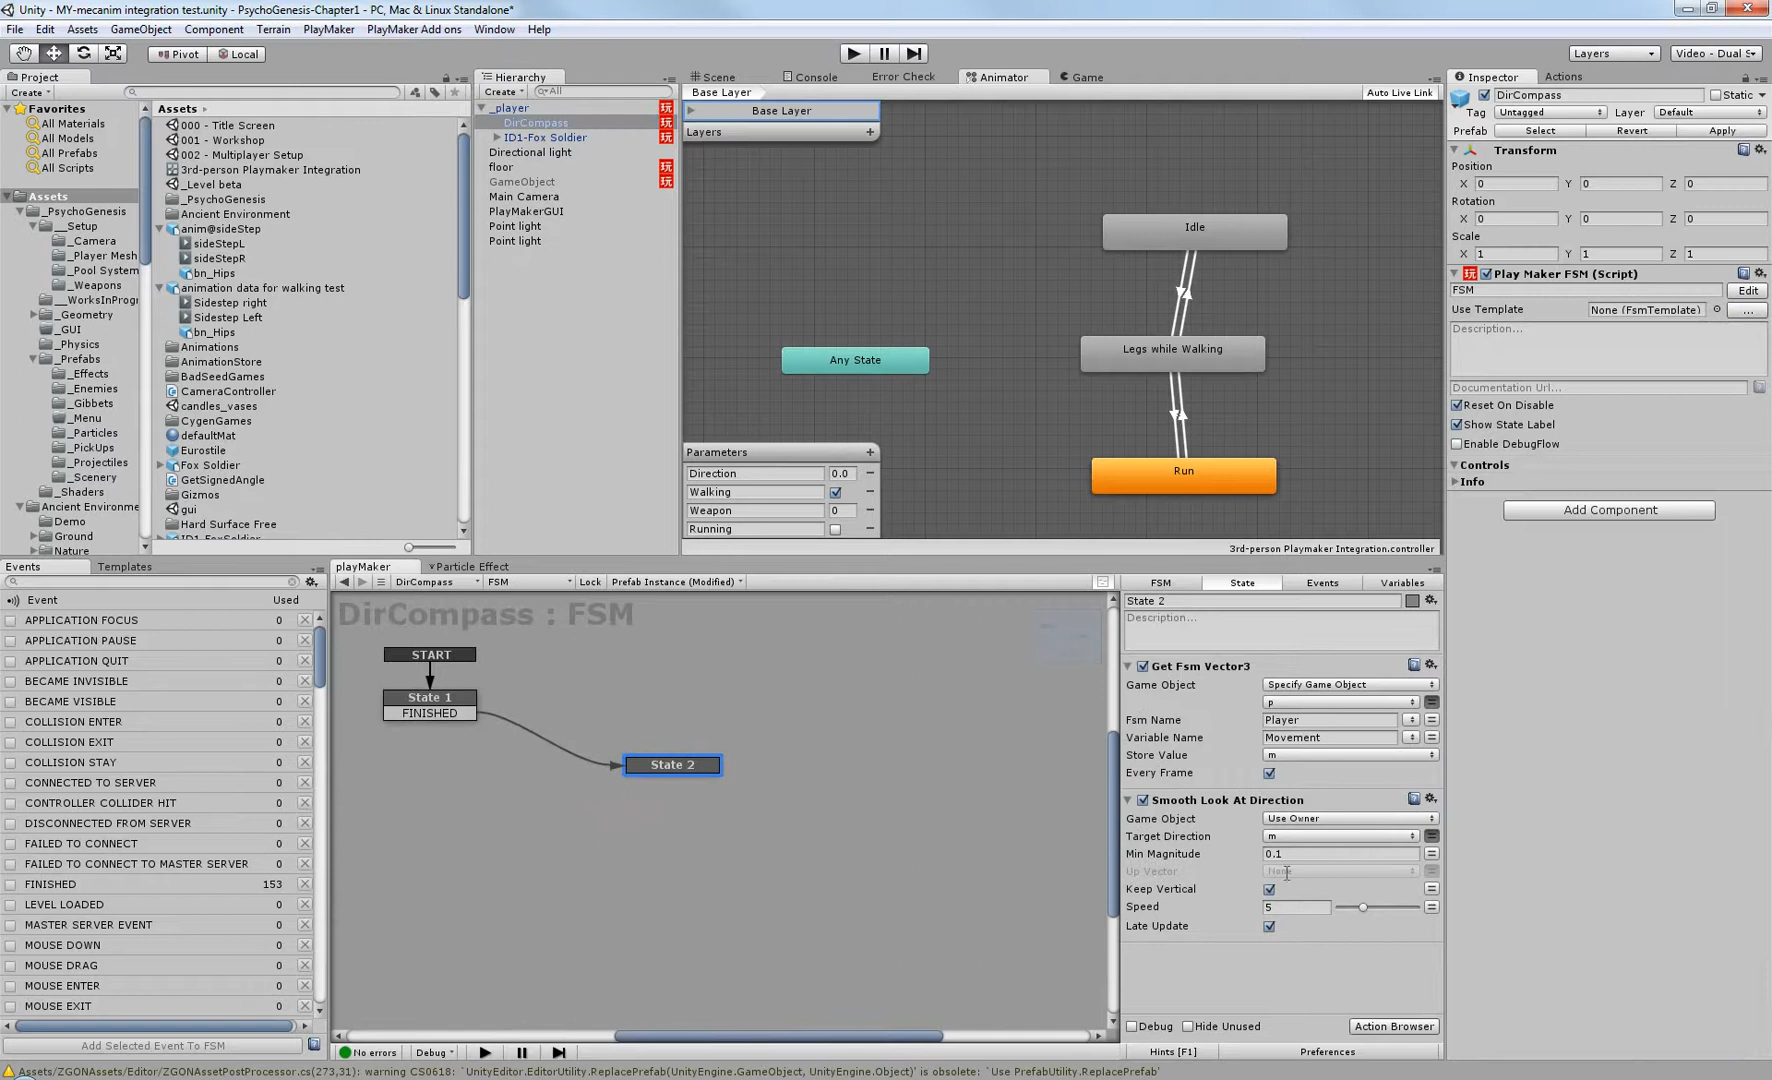 Unity - MY-mecanim integration test.unity - PsychoGenesis-Chapter1 - PC, Mac & Linux Standalone*
File Edit Assets GameObject Component Terrain PlayMaker PlayMaker Add ons Window Help
Pivot Local
Layers
Video - Dual S
Project
Create
Favorites
All Materials
All Models
All Prefabs
All Scripts
Assets
_PsychoGenesis
__Setup
_Camera
_Player Mesh
_Pool System
_Weapons
__WorksInProgr
_Geometry
_GUI
_Physics
_Prefabs
_Effects
_Enemies
_Gibbets
_Menu
_Particles
_PickUps
_Projectiles
_Scenery
_Shaders
Ancient Environme
Demo
Ground
Nature
Assets
000 - Title Screen
001 - Workshop
002 - Multiplayer Setup
3rd-person Playmaker Integration
_Level beta
_PsychoGenesis
Ancient Environment
anim@sideStep
sideStepL
sideStepR
bn_Hips
animation data for walking test
Sidestep right
Sidestep Left
bn_Hips
Animations
AnimationStore
BadSeedGames
CameraController
candles_vases
CygenGames
defaultMat
Eurostile
Fox Soldier
GetSignedAngle
Gizmos
gui
Hard Surface Free
ID1-FoxSoldier
Hierarchy
Create All
_player
DirCompass
ID1-Fox Soldier
Directional light
floor
GameObject
Main Camera
PlayMakerGUI
Point light
Point light
Scene Console Error Check Animator Game
Base Layer Auto Live Link
Base Layer
Layers
Idle
Legs while Walking
Any State
Run
Parameters
Direction 0.0
Walking
Weapon 0
Running
3rd-person Playmaker Integration.controller
Inspector Actions
DirCompass Static
Tag Untagged Layer Default
Prefab Select Revert Apply
Transform
Position
X 0 Y 0 Z 0
Rotation
X 0 Y 0 Z 0
Scale
X 1 Y 1 Z 1
玩 Play Maker FSM (Script)
FSM Edit
Use Template None (FsmTemplate) ...
Description...
Documentation Url...
Reset On Disable
Show State Label
Enable DebugFlow
Controls
Info
Add Component
Events Templates
Event Used
APPLICATION FOCUS 0
APPLICATION PAUSE 0
APPLICATION QUIT 0
BECAME INVISIBLE 0
BECAME VISIBLE 0
COLLISION ENTER 0
COLLISION EXIT 0
COLLISION STAY 0
CONNECTED TO SERVER 0
CONTROLLER COLLIDER HIT 0
DISCONNECTED FROM SERVER 0
FAILED TO CONNECT 0
FAILED TO CONNECT TO MASTER SERVER 0
FINISHED 153
LEVEL LOADED 0
MASTER SERVER EVENT 0
MOUSE DOWN 0
MOUSE DRAG 0
MOUSE ENTER 0
MOUSE EXIT 0
Add Selected Event To FSM
playMaker Particle Effect
DirCompass FSM Lock Prefab Instance (Modified)
DirCompass : FSM
START
State 1
FINISHED
State 2
No errors Debug
FSM State Events Variables
State 2
Description...
Get Fsm Vector3
Game Object Specify Game Object
p
Fsm Name Player
Variable Name Movement
Store Value m
Every Frame
Smooth Look At Direction
Game Object Use Owner
Target Direction m
Min Magnitude 0.1
Up Vector None
Keep Vertical
Speed 5
Late Update
Debug Hide Unused Action Browser
Hints [F1] Preferences
Assets/ZGONAssets/Editor/ZGONAssetPostProcessor.cs(273,31): warning CS0618: `UnityEditor.EditorUtility.ReplacePrefab(UnityEngine.GameObject, UnityEngine.Object)' is obsolete: `Use PrefabUtility.ReplacePrefab'